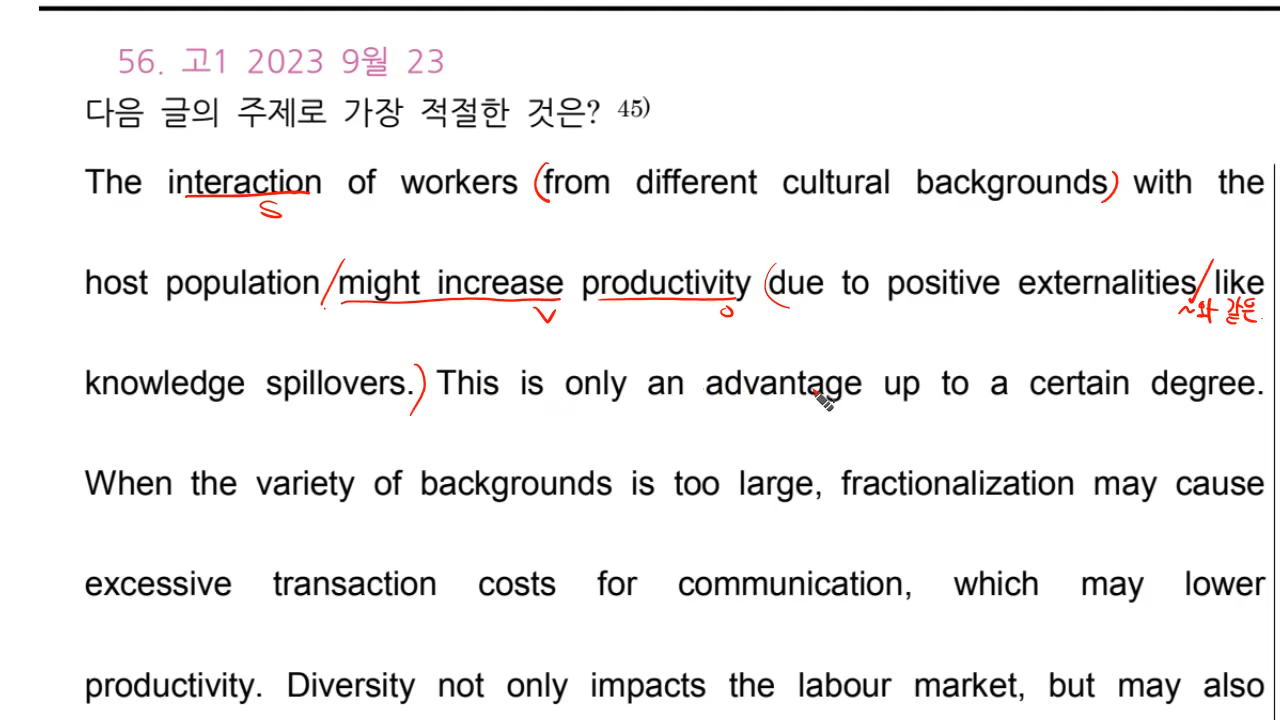 56. 고1 2023 9월 23
다음 글의 주제로 가장 적절한 것은? 45)
The interaction of workers (from different cultural backgrounds) with the
S
host population / might increase productivity (due to positive externalities / like
V O ~와 같은
knowledge spillovers.) This is only an advantage up to a certain degree.
When the variety of backgrounds is too large, fractionalization may cause
excessive transaction costs for communication, which may lower
productivity. Diversity not only impacts the labour market, but may also